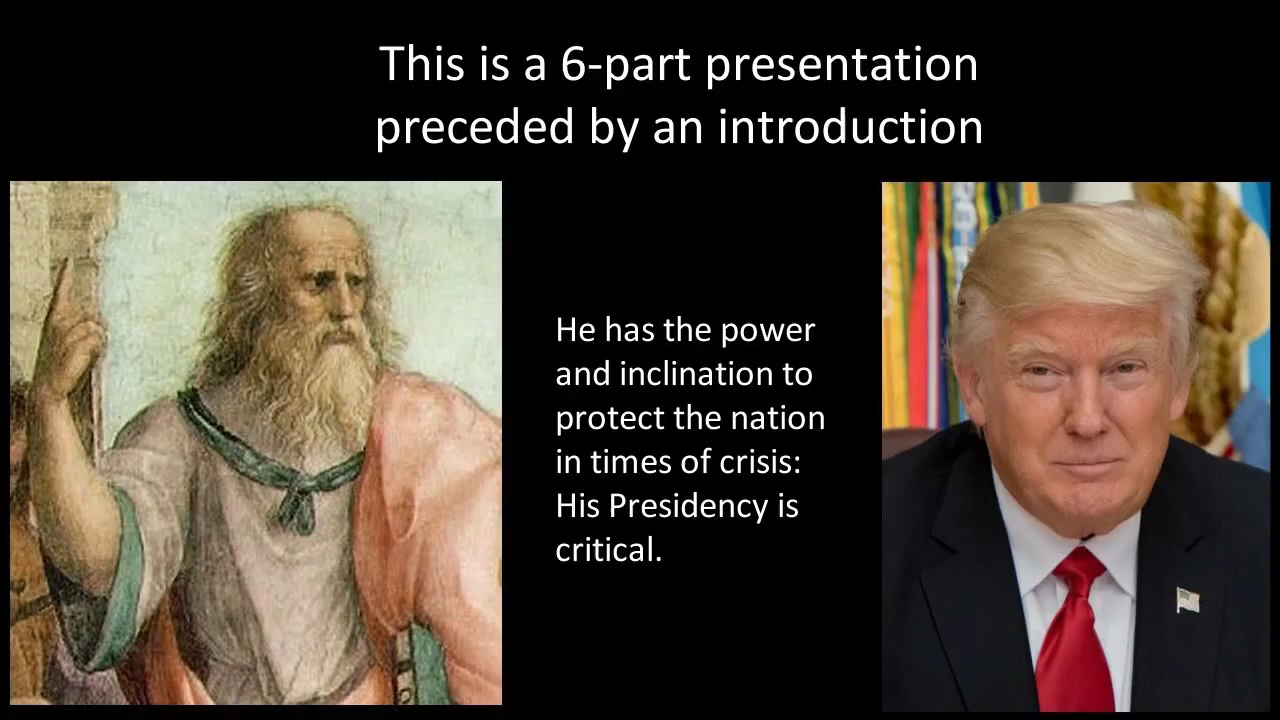 This is a 6-part presentation
preceded by an introduction
He has the power
and inclination to
protect the nation
in times of crisis:
His Presidency is
critical.